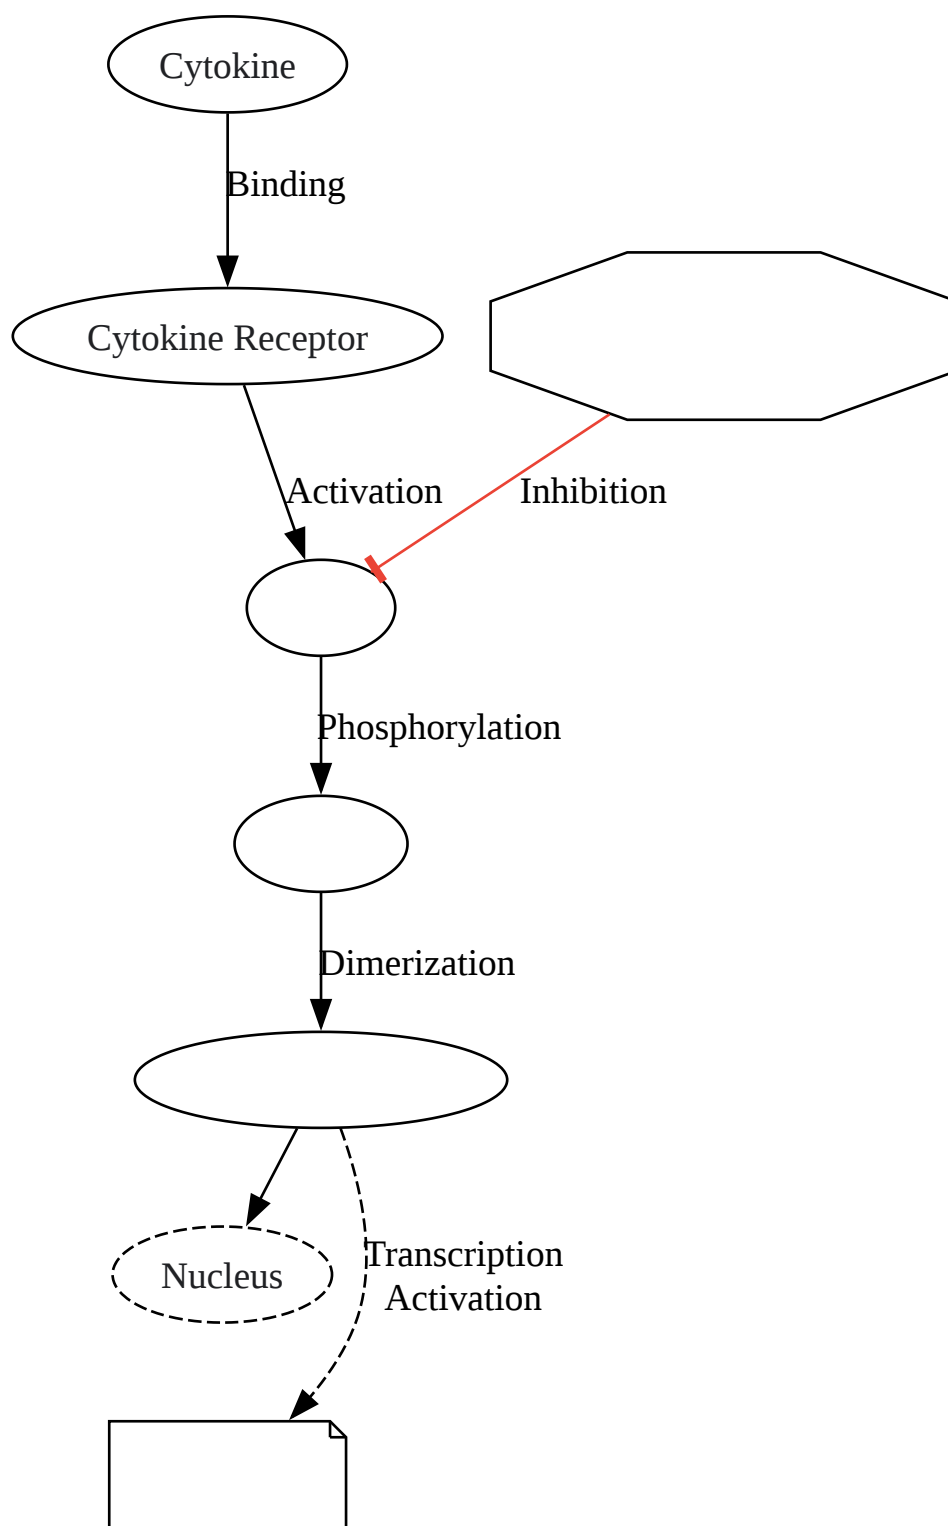 Cytokine
Binding
Cytokine Receptor
Activation
Inhibition
Phosphorylation
Dimerization
Transcription
Activation
Nucleus